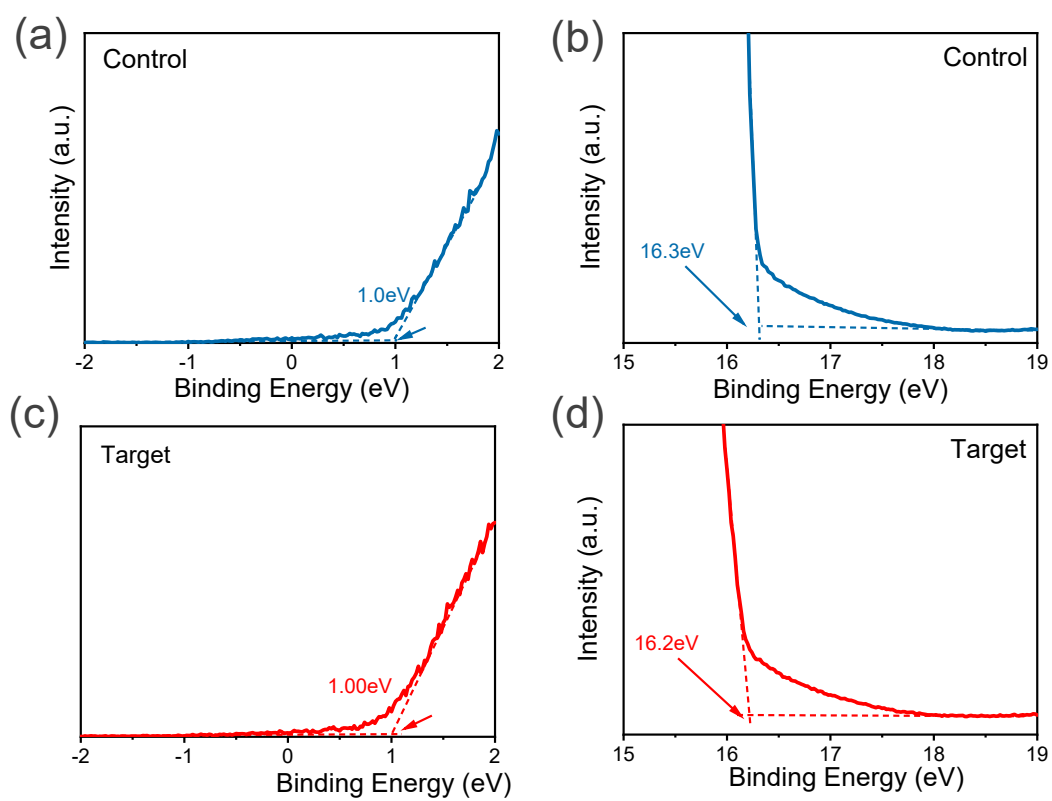 (a)
Control
Intensity (a.u.)
1.0eV
-2 -1 0 1 2
Binding Energy (eV)
(b)
Control
Intensity (a.u.)
16.3eV
15 16 17 18 19
Binding Energy (eV)
(c)
Target
Intensity (a.u.)
1.00eV
-2 -1 0 1 2
Binding Energy (eV)
(d)
Target
Intensity (a.u.)
16.2eV
15 16 17 18 19
Binding Energy (eV)